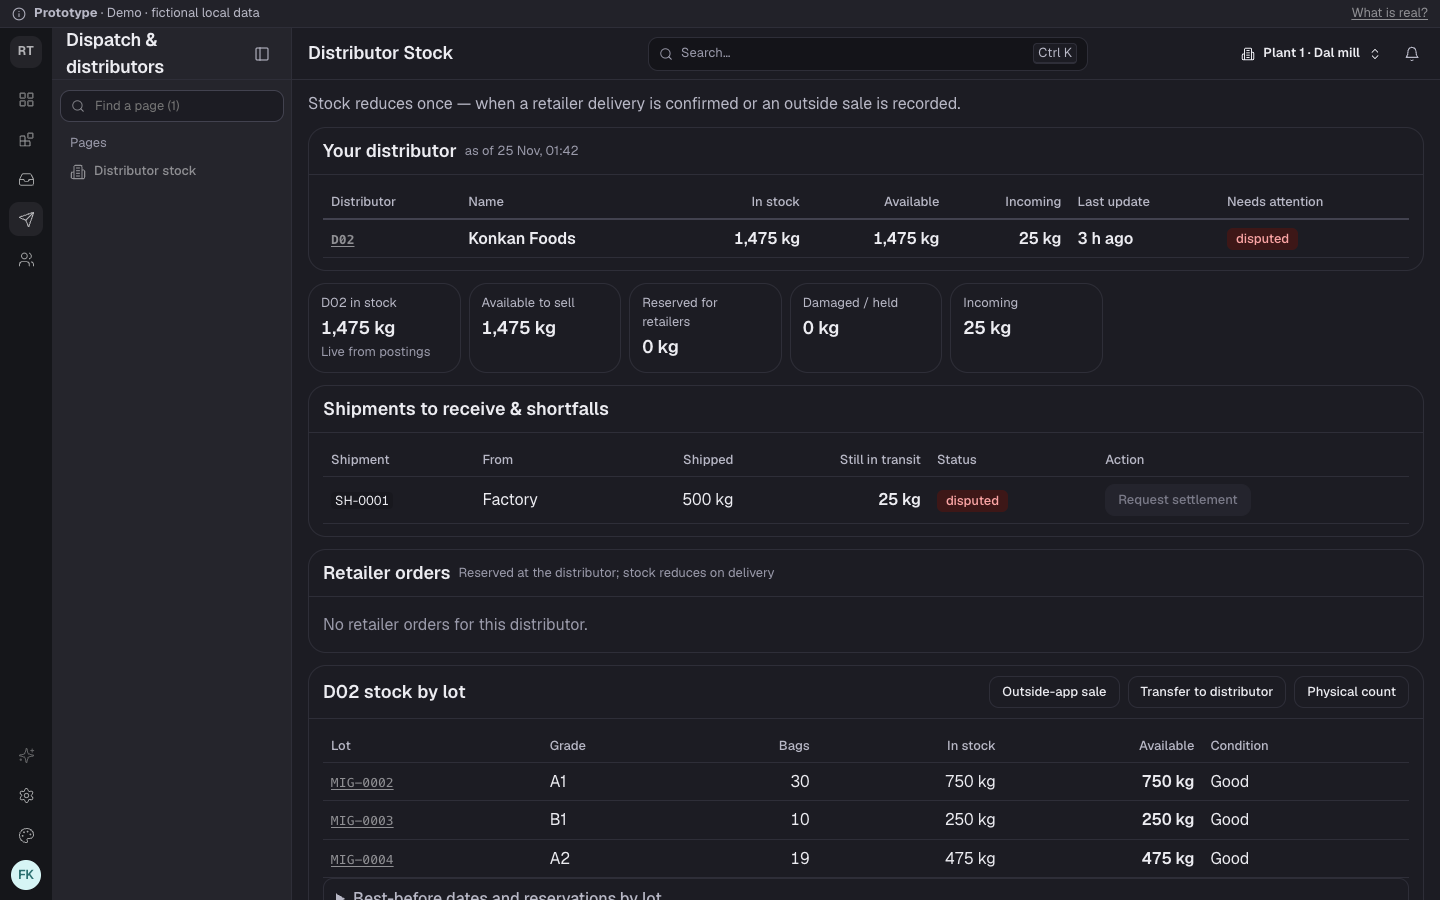 Prototype · Demo · fictional local data
What is real?
RT
Dispatch & distributors
Distributor Stock
Search...
Ctrl K
Plant 1 · Dal mill
Find a page (1)
Pages
Distributor stock
Stock reduces once — when a retailer delivery is confirmed or an outside sale is recorded.
Your distributor as of 25 Nov, 01:42
Distributor Name In stock Available Incoming Last update Needs attention
D02 Konkan Foods 1,475 kg 1,475 kg 25 kg 3 h ago disputed
D02 in stock
1,475 kg
Live from postings
Available to sell
1,475 kg
Reserved for retailers
0 kg
Damaged / held
0 kg
Incoming
25 kg
Shipments to receive & shortfalls
Shipment From Shipped Still in transit Status Action
SH-0001 Factory 500 kg 25 kg disputed Request settlement
Retailer orders Reserved at the distributor; stock reduces on delivery
No retailer orders for this distributor.
D02 stock by lot
Outside-app sale Transfer to distributor Physical count
Lot Grade Bags In stock Available Condition
MIG-0002 A1 30 750 kg 750 kg Good
MIG-0003 B1 10 250 kg 250 kg Good
MIG-0004 A2 19 475 kg 475 kg Good
Best-before dates and reservations by lot
FK